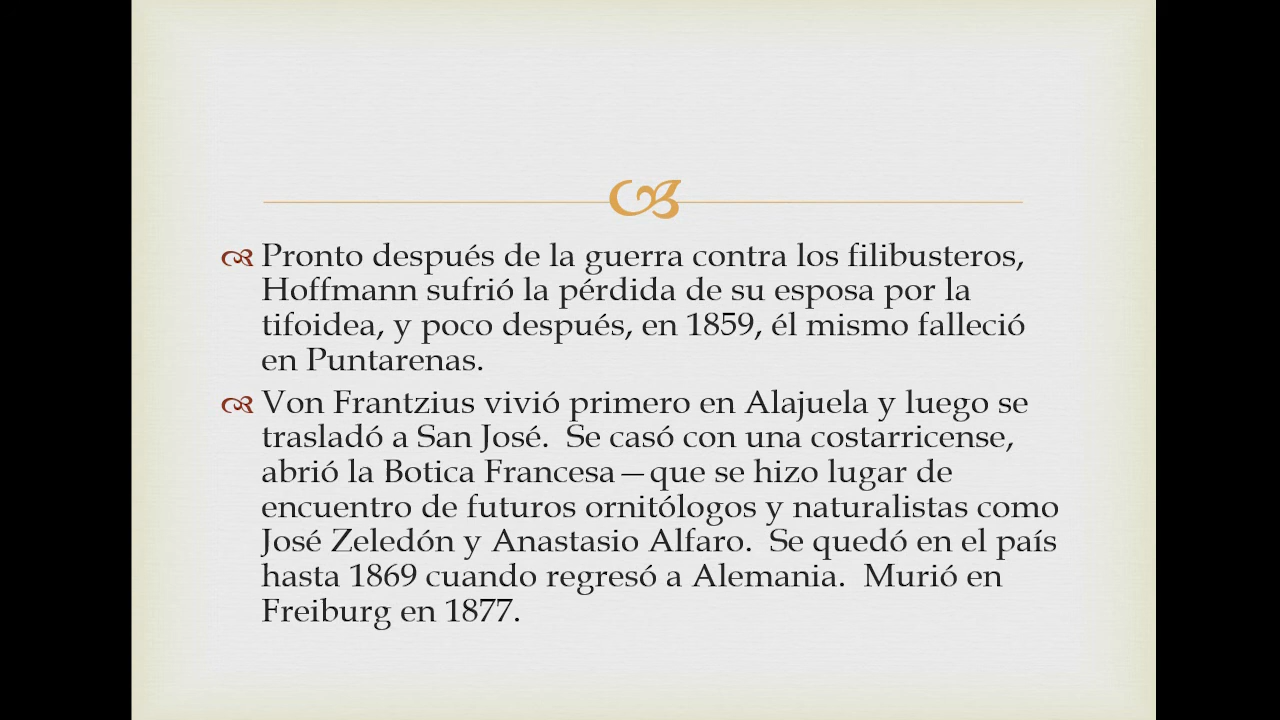 Pronto después de la guerra contra los filibusteros,
Hoffmann sufrió la pérdida de su esposa por la
tifoidea, y poco después, en 1859, él mismo falleció
en Puntarenas.
Von Frantzius vivió primero en Alajuela y luego se
trasladó a San José.  Se casó con una costarricense,
abrió la Botica Francesa—que se hizo lugar de
encuentro de futuros ornitólogos y naturalistas como
José Zeledón y Anastasio Alfaro.  Se quedó en el país
hasta 1869 cuando regresó a Alemania.  Murió en
Freiburg en 1877.